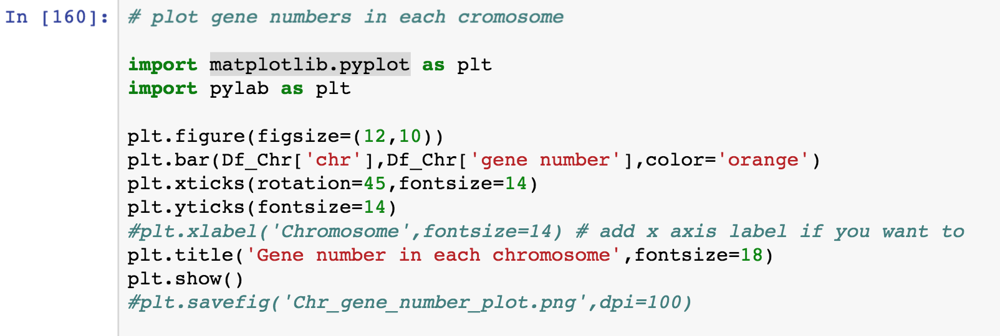 In [160]: # plot gene numbers in each cromosome
import matplotlib.pyplot as plt
import pylab as plt
plt.figure(figsize=(12,10))
plt.bar(Df_Chr['chr'],Df_Chr['gene number'],color='orange')
plt.xticks(rotation=45,fontsize=14)
plt.yticks(fontsize=14)
#plt.xlabel('Chromosome',fontsize=14) # add x axis label if you want to
plt.title('Gene number in each chromosome',fontsize=18)
plt.show()
#plt.savefig('Chr_gene_number_plot.png',dpi=100)